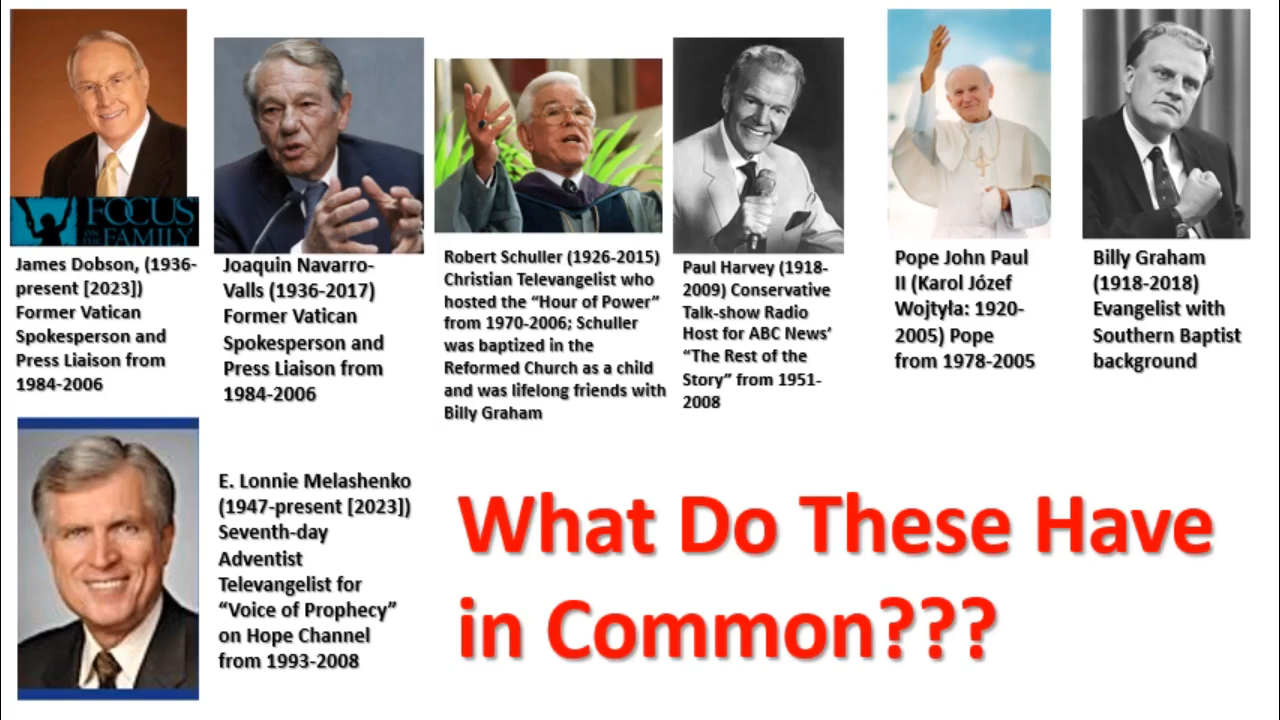 FOCUS
ON THE
FAMILY
James Dobson, (1936-
present [2023])
Former Vatican
Spokesperson and
Press Liaison from
1984-2006
Joaquin Navarro-
Valls (1936-2017)
Former Vatican
Spokesperson and
Press Liaison from
1984-2006
Robert Schuller (1926-2015)
Christian Televangelist who
hosted the “Hour of Power”
from 1970-2006; Schuller
was baptized in the
Reformed Church as a child
and was lifelong friends with
Billy Graham
Paul Harvey (1918-
2009) Conservative
Talk-show Radio
Host for ABC News’
“The Rest of the
Story” from 1951-
2008
Pope John Paul
II (Karol Józef
Wojtyła: 1920-
2005) Pope
from 1978-2005
Billy Graham
(1918-2018)
Evangelist with
Southern Baptist
background
E. Lonnie Melashenko
(1947-present [2023])
Seventh-day
Adventist
Televangelist for
“Voice of Prophecy”
on Hope Channel
from 1993-2008
What Do These Have
in Common???